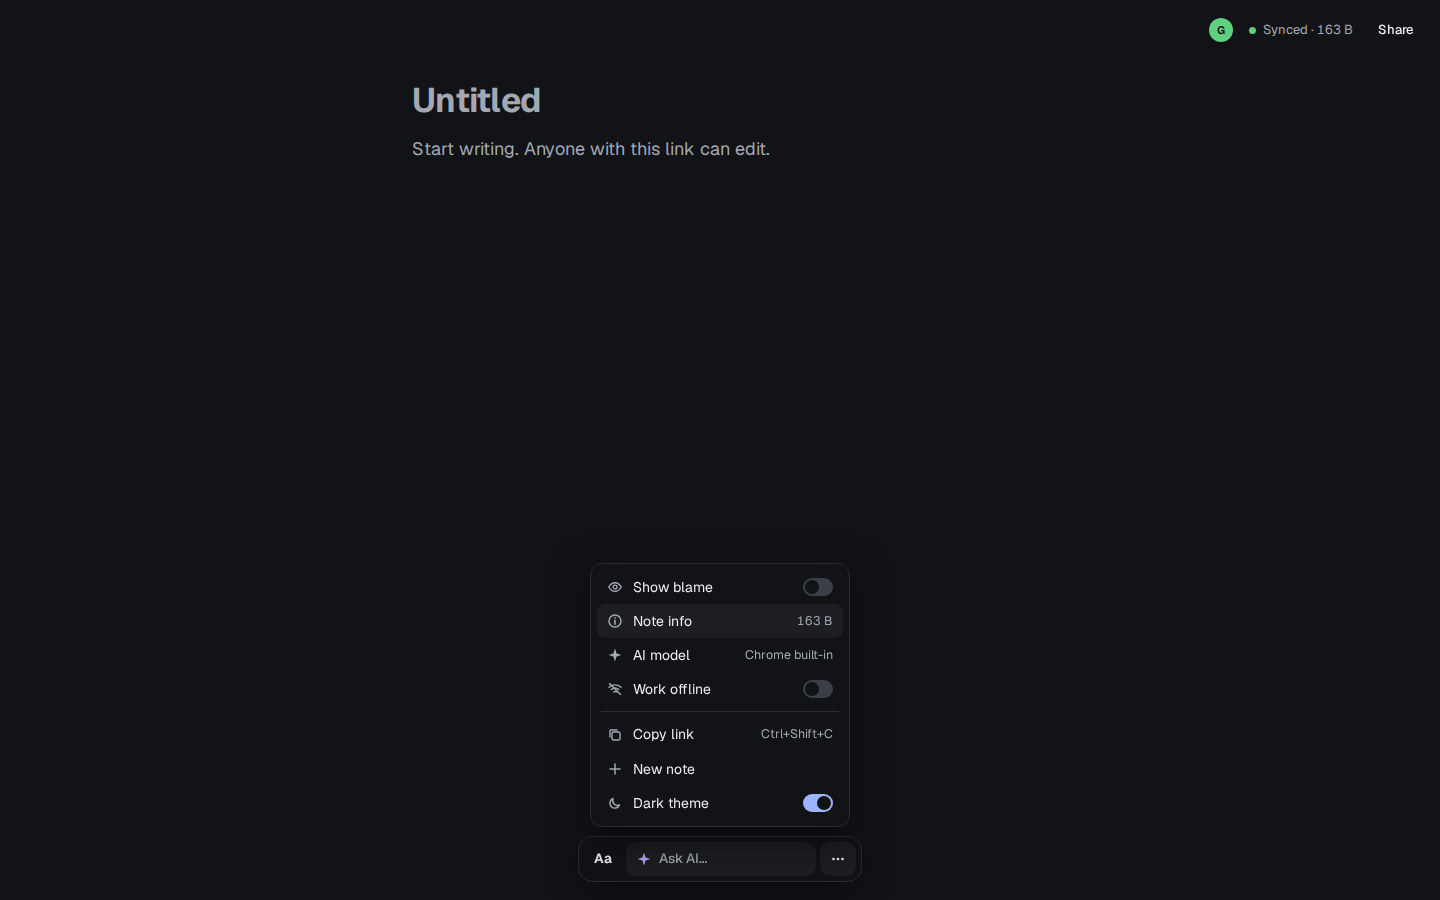 G
Synced · 163 B
Share
Untitled
Start writing. Anyone with this link can edit.
Show blame
Note info 163 B
AI model Chrome built-in
Work offline
Copy link Ctrl+Shift+C
New note
Dark theme
Aa
Ask AI...